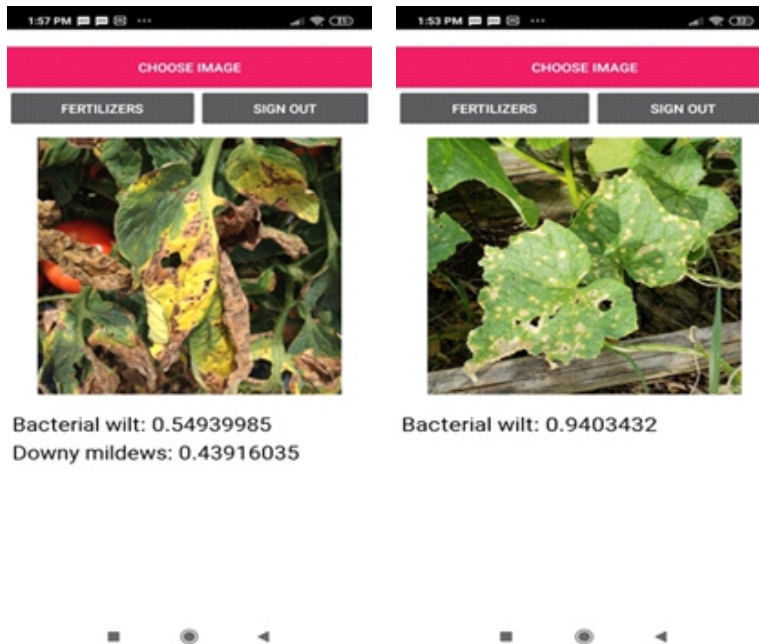 1:57 PM
CHOOSE IMAGE
FERTILIZERS SIGN OUT
Bacterial wilt: 0.54939985
Downy mildews: 0.43916035
1:53 PM
CHOOSE IMAGE
FERTILIZERS SIGN OUT
Bacterial wilt: 0.9403432